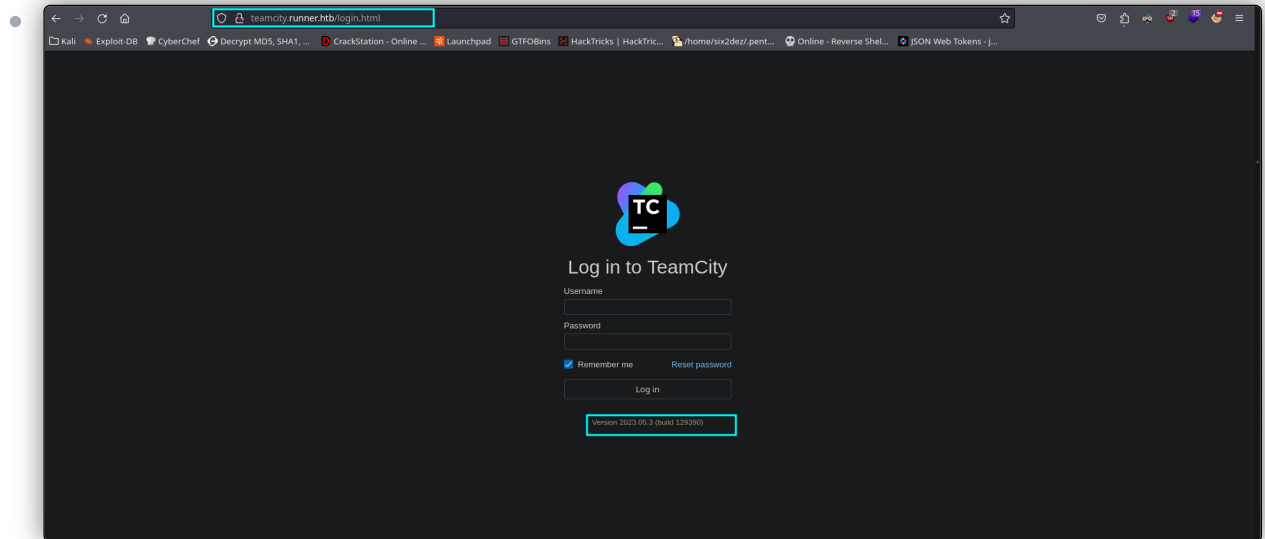 teamcity.runner.htb/login.html
2
15
Kali
Exploit-DB
CyberChef
Decrypt MD5, SHA1, ...
CrackStation - Online ...
Launchpad
GTFOBins
HackTricks | HackTric...
/home/six2dez/.pent...
Online - Reverse Shel...
JSON Web Tokens - j...
TC
Log in to TeamCity
Username
Password
Remember me
Reset password
Log in
Version 2023.05.3 (build 129390)